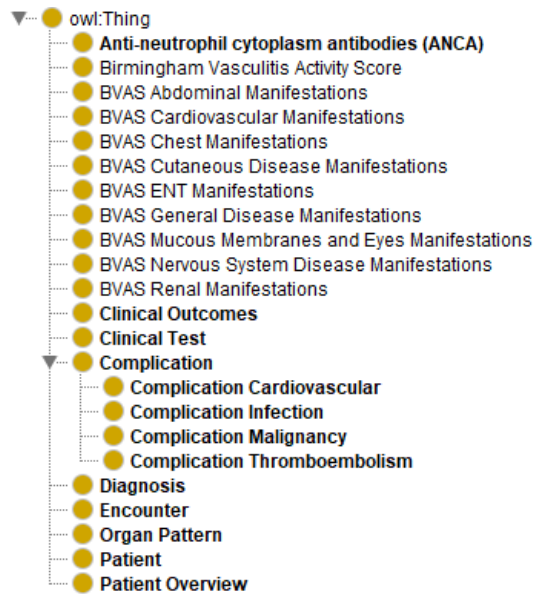 owl:Thing
Anti-neutrophil cytoplasm antibodies (ANCA)
Birmingham Vasculitis Activity Score
BVAS Abdominal Manifestations
BVAS Cardiovascular Manifestations
BVAS Chest Manifestations
BVAS Cutaneous Disease Manifestations
BVAS ENT Manifestations
BVAS General Disease Manifestations
BVAS Mucous Membranes and Eyes Manifestations
BVAS Nervous System Disease Manifestations
BVAS Renal Manifestations
Clinical Outcomes
Clinical Test
Complication
Complication Cardiovascular
Complication Infection
Complication Malignancy
Complication Thromboembolism
Diagnosis
Encounter
Organ Pattern
Patient
Patient Overview